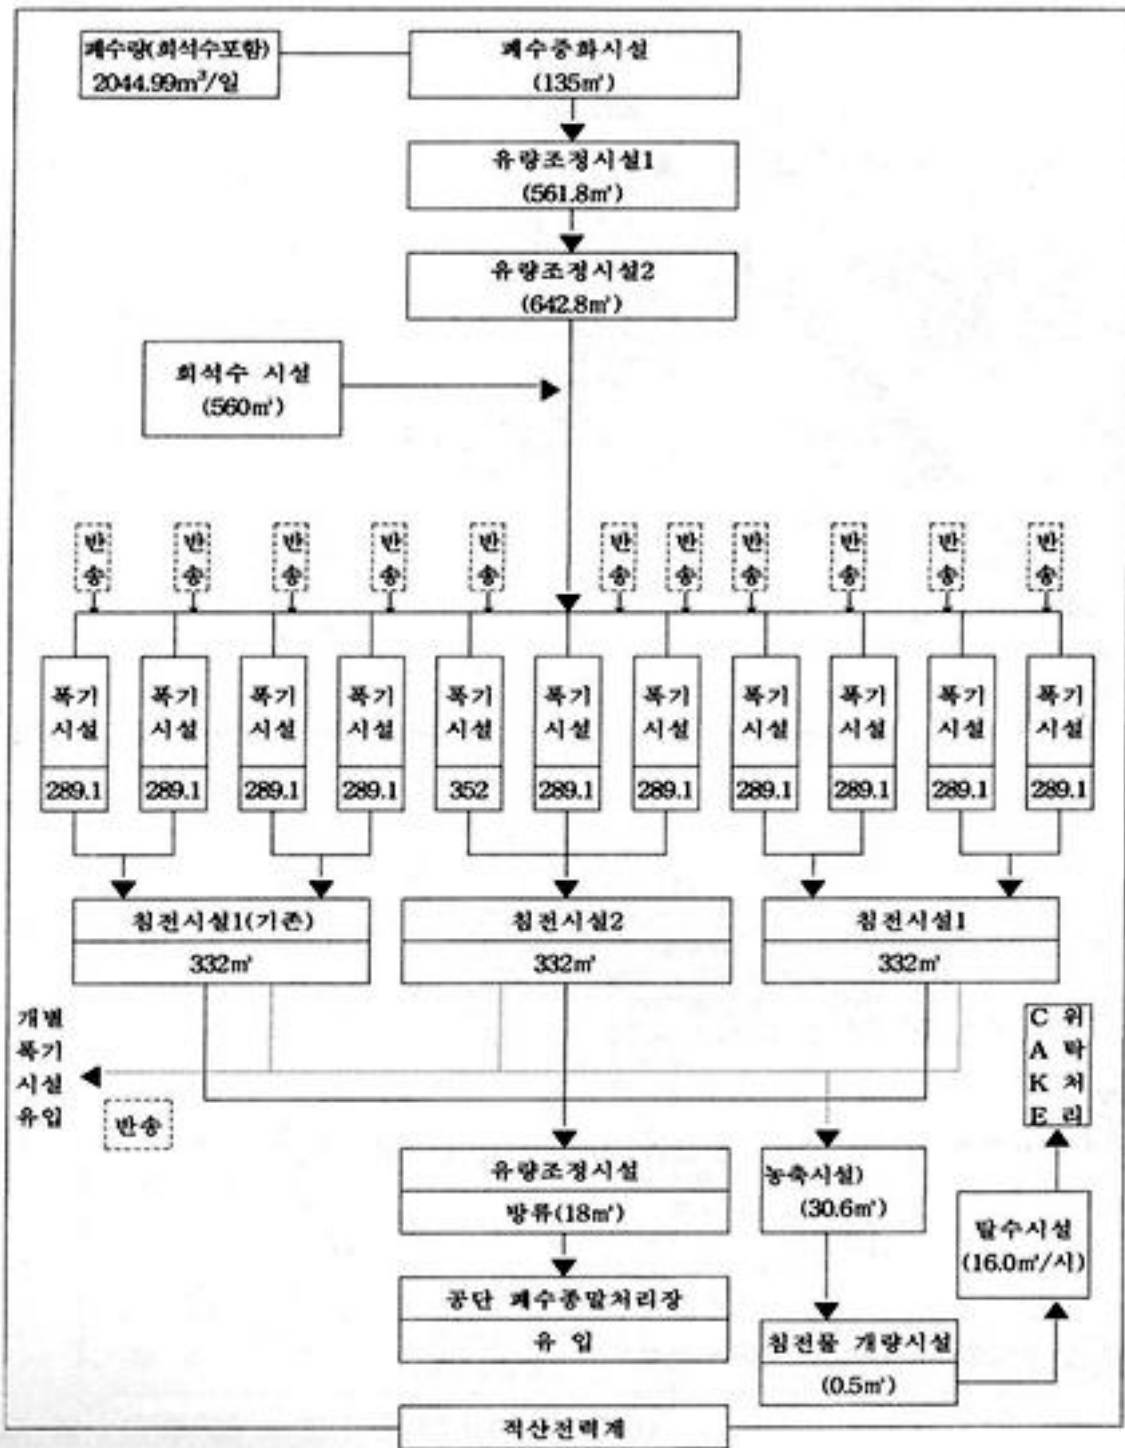 폐수량(희석수포함)
2044.99m³/일
폐수중화시설
(135㎥)
유량조정시설1
(561.8㎥)
유량조정시설2
(642.8㎥)
희석수 시설
(560㎥)
반송 반송 반송 반송 반송 반송 반송 반송 반송 반송 반송
폭기 폭기 폭기 폭기 폭기 폭기 폭기 폭기 폭기 폭기 폭기
시설 시설 시설 시설 시설 시설 시설 시설 시설 시설 시설
289.1 289.1 289.1 289.1 352 289.1 289.1 289.1 289.1 289.1 289.1
침전시설1(기존)
332㎥
침전시설2
332㎥
침전시설1
332㎥
개별
폭기
시설
유입
반송
CAKE
위탁처리
유량조정시설
방류(18㎥)
농축시설)
(30.6㎥)
탈수시설
(16.0㎥/시)
공단 폐수종말처리장
유 입
침전물 개량시설
(0.5㎥)
적산전력계